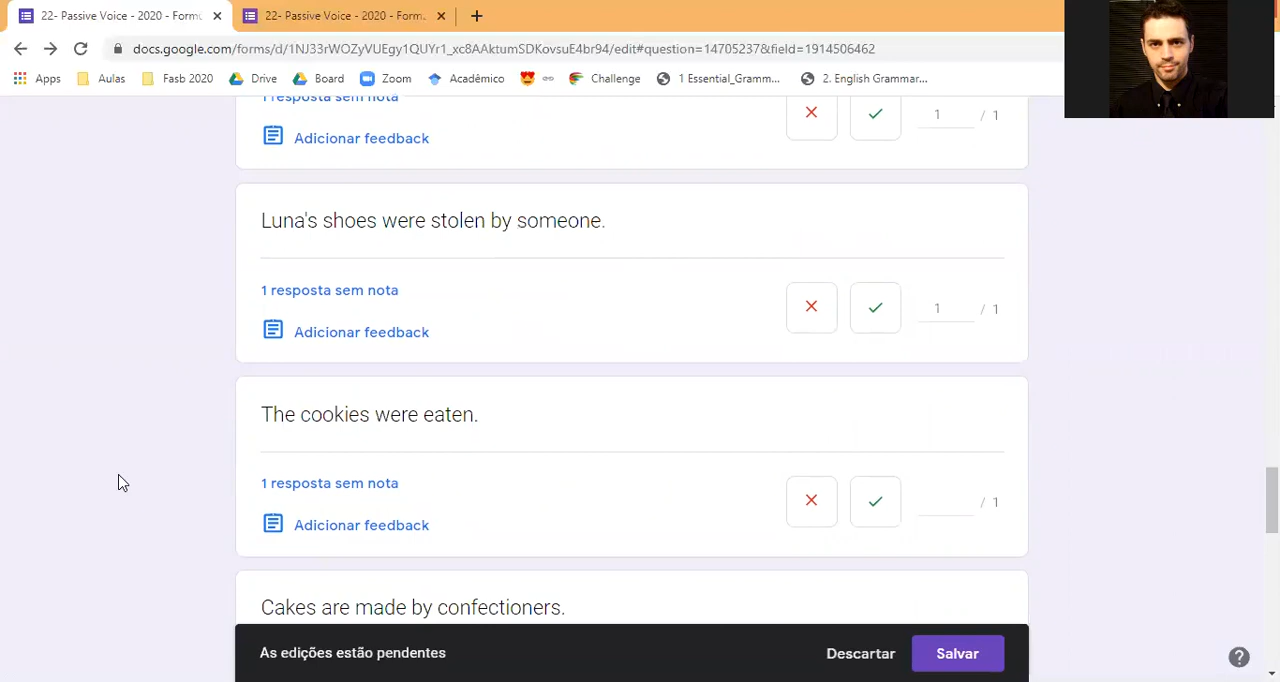 22- Passive Voice - 2020 - Formu
22- Passive Voice - 2020 - Form.
docs.google.com/forms/d/1NJ33rWOZyVUEgy1QUYr1_x8AAktumSDKovsuE4br94/edit#question=14705237&field=1914506462
Apps
Aulas
Fasb 2020
Drive
Board
Zoom
Acadêmico
Challenge
1 Essential_Gramm...
2. English Grammar...
1 resposta sem nota
1 / 1
Adicionar feedback
Luna's shoes were stolen by someone.
1 resposta sem nota
1 / 1
Adicionar feedback
The cookies were eaten.
1 resposta sem nota
/ 1
Adicionar feedback
Cakes are made by confectioners.
As edições estão pendentes
Descartar
Salvar